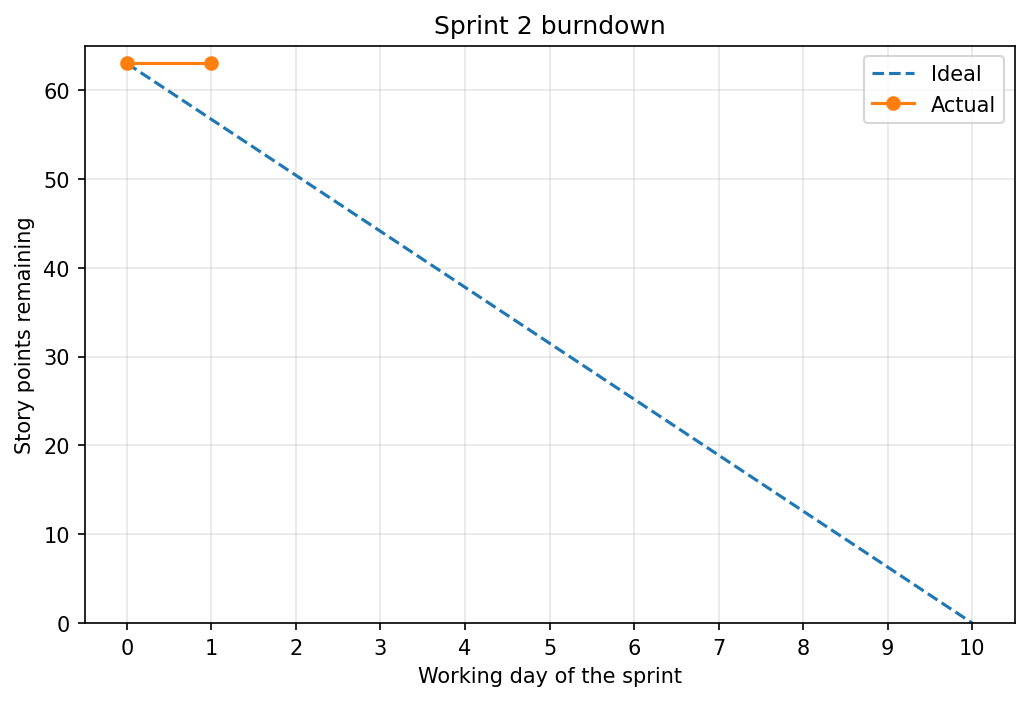 Sprint 2 burndown
Ideal
Actual
Story points remaining
60
50
40
30
20
10
0
0 1 2 3 4 5 6 7 8 9 10
Working day of the sprint